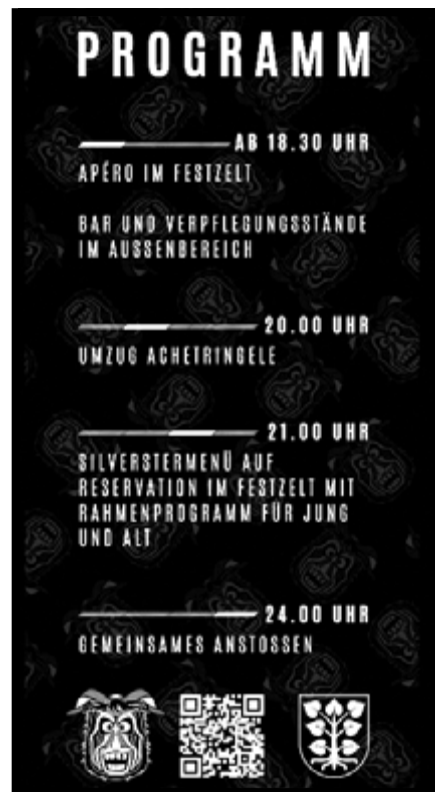 PROGRAMM
AB 18.30 UHR
APÉRO IM FESTZELT
BAR UND VERPFLEGUNGSSTÄNDE
IM AUSSENBEREICH
20.00 UHR
UMZUG ACHETRINGELE
21.00 UHR
SILVERSTERMENÜ AUF
RESERVATION IM FESTZELT MIT
RAHMENPROGRAMM FÜR JUNG
UND ALT
24.00 UHR
GEMEINSAMES ANSTOSSEN